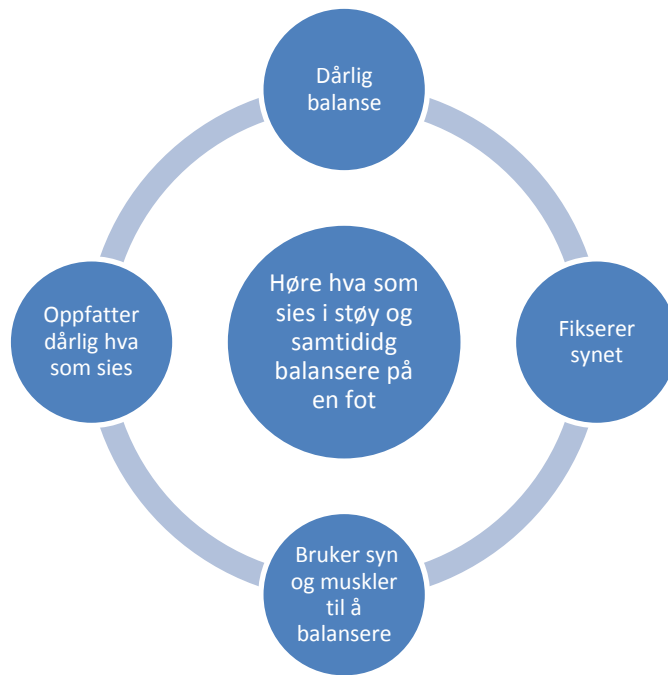 Dårlig
balanse
Høre hva som
sies i støy og
samtididg
balansere på
en fot
Oppfatter
dårlig hva
som sies
Fikserer
synet
Bruker syn
og muskler
til å
balansere